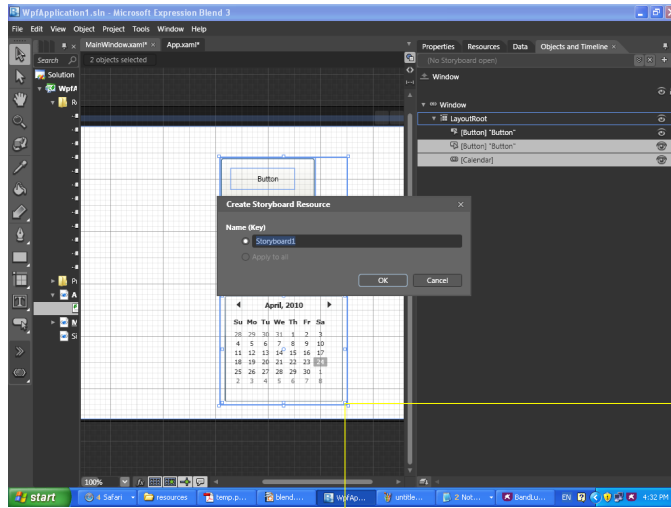 WpfApplication1.sln - Microsoft Expression Blend 3
File Edit View Object Project Tools Window Help
MainWindow.xaml* × App.xaml*
Properties Resources Data Objects and Timeline ×
Search
2 objects selected
(No Storyboard open)
Solution
Window
Window
LayoutRoot
[Button] "Button"
[Button] "Button"
[Calendar]
Button
Create Storyboard Resource
Name (Key)
Storyboard1
Apply to all
OK Cancel
April, 2010
Su Mo Tu We Th Fr Sa
28 29 30 31 1 2 3
4 5 6 7 8 9 10
11 12 13 14 15 16 17
18 19 20 21 22 23 24
25 26 27 28 29 30 1
2 3 4 5 6 7 8
100%
start
4 Safari
resources
temp.p...
blend....
WpfAp...
untitle...
2 Not...
BandLu...
EN
4:32 PM